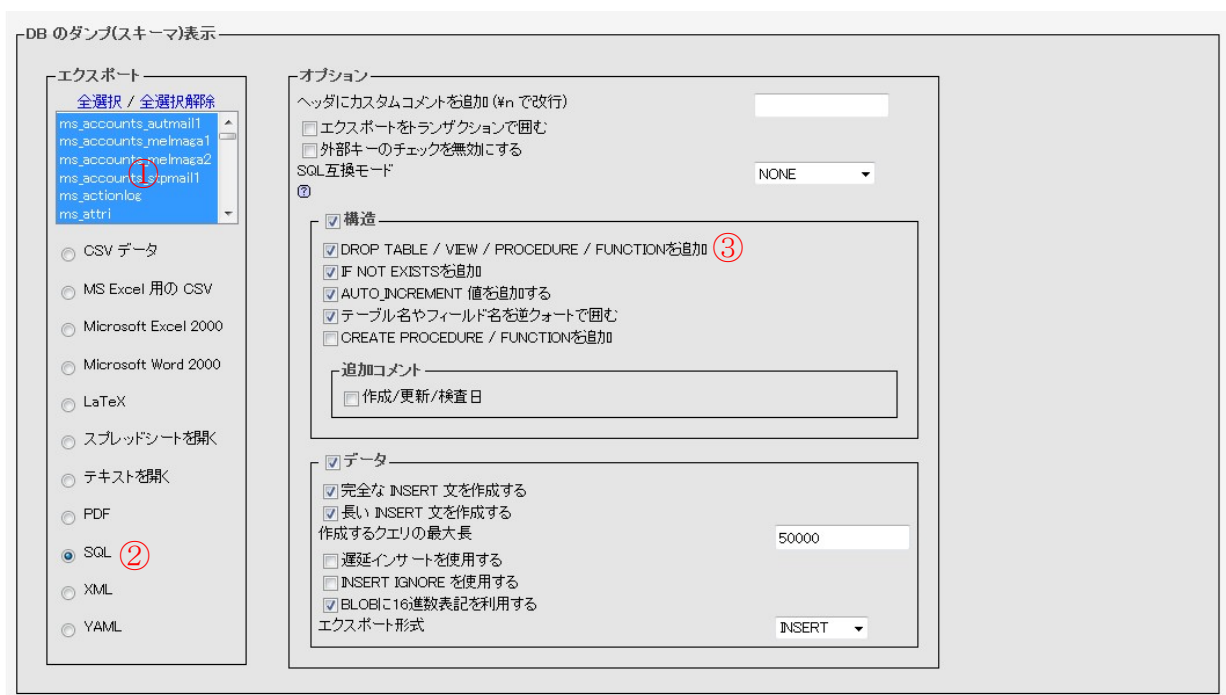 DB のダンプ(スキーマ)表示
エクスポート
全選択 / 全選択解除
ms_accounts_autmail1
ms_accounts_melmaga1
ms_accounts_melmaga2
ms_accounts_stpmail1
ms_actionlog
ms_attri
①
CSV データ
MS Excel 用の CSV
Microsoft Excel 2000
Microsoft Word 2000
LaTeX
スプレッドシートを開く
テキストを開く
PDF
SQL ②
XML
YAML
オプション
ヘッダにカスタムコメントを追加 (¥n で改行)
エクスポートをトランザクションで囲む
外部キーのチェックを無効にする
SQL互換モード NONE
?
構造
DROP TABLE / VIEW / PROCEDURE / FUNCTIONを追加 ③
IF NOT EXISTSを追加
AUTO_INCREMENT 値を追加する
テーブル名やフィールド名を逆クォートで囲む
CREATE PROCEDURE / FUNCTIONを追加
追加コメント
作成/更新/検査日
データ
完全な INSERT 文を作成する
長い INSERT 文を作成する
作成するクエリの最大長 50000
遅延インサートを使用する
INSERT IGNORE を使用する
BLOBに16進数表記を利用する
エクスポート形式 INSERT